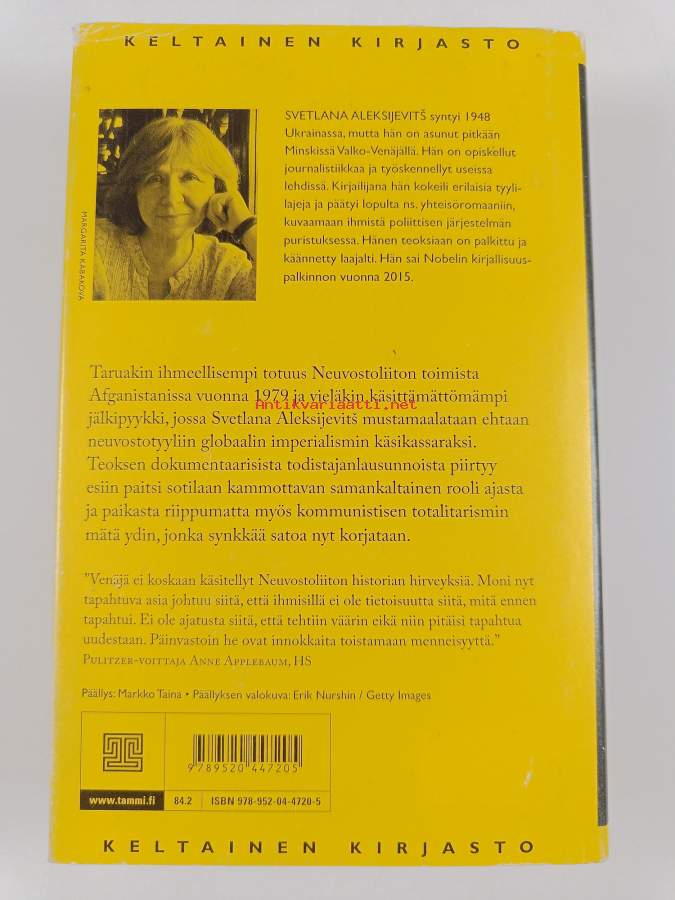 KELTAINEN KIRJASTO
SVETLANA ALEKSIJEVITŠ syntyi 1948
Ukrainassa, mutta hän on asunut pitkään
Minskissä Valko-Venäjällä. Hän on opiskellut
journalistiikkaa ja työskennellyt useissa
lehdissä. Kirjailijana hän kokeili erilaisia tyyli-
lajeja ja päätyi lopulta ns. yhteisöromaaniin,
kuvaamaan ihmistä poliittisen järjestelmän
puristuksessa. Hänen teoksiaan on palkittu ja
käännetty laajalti. Hän sai Nobelin kirjallisuus-
palkinnon vuonna 2015.
MARGARITA KABAKOVA
Taruakin ihmeellisempi totuus Neuvostoliiton toimista
Afganistanissa vuonna 1979 ja vieläkin käsittämättömämpi
Antikvariaatti.net
jälkipyykki, jossa Svetlana Aleksijevitš mustamaalataan ehtaan
neuvostotyyliin globaalin imperialismin käsikassaraksi.
Teoksen dokumentaarisista todistajanlausunnoista piirtyy
esiin paitsi sotilaan kammottavan samankaltainen rooli ajasta
ja paikasta riippumatta myös kommunistisen totalitarismin
mätä ydin, jonka synkkää satoa nyt korjataan.
”Venäjä ei koskaan käsitellyt Neuvostoliiton historian hirveyksiä. Moni nyt
tapahtuva asia johtuu siitä, että ihmisillä ei ole tietoisuutta siitä, mitä ennen
tapahtui. Ei ole ajatusta siitä, että tehtiin väärin eikä niin pitäisi tapahtua
uudestaan. Päinvastoin he ovat innokkaita toistamaan menneisyyttä.”
PULITZER-VOITTAJA ANNE APPLEBAUM, HS
Päällys: Markko Taina • Päällyksen valokuva: Erik Nurshin / Getty Images
9 789520 447205
www.tammi.fi 84.2 ISBN 978-952-04-4720-5
KELTAINEN KIRJASTO